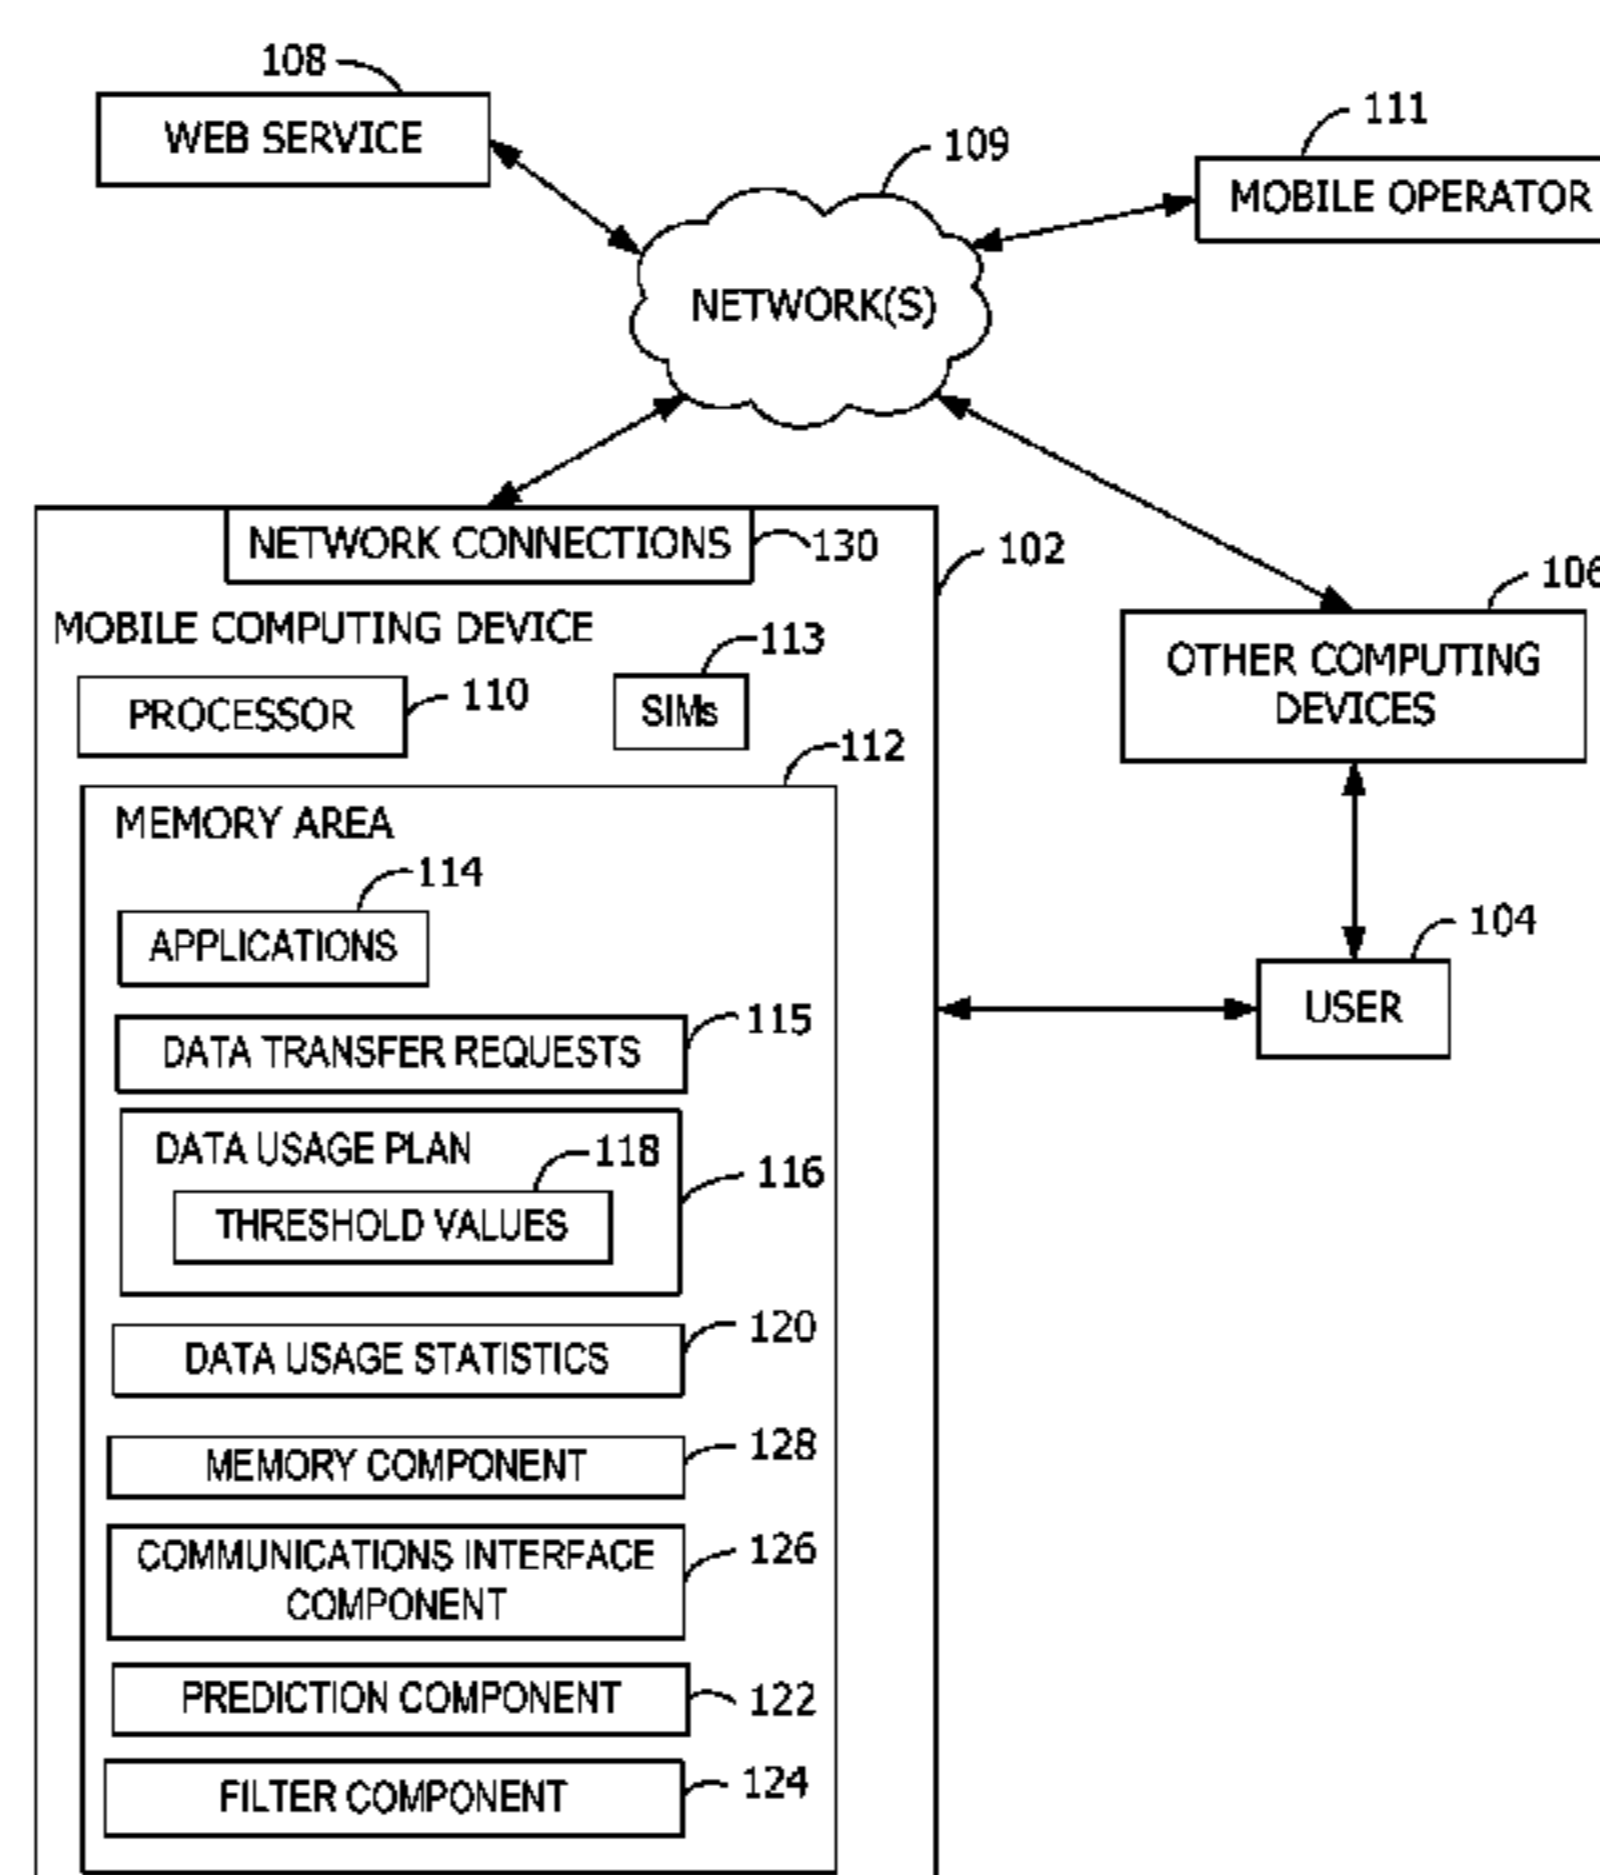 108
WEB SERVICE
111
MOBILE OPERATOR
109
NETWORK(S)
NETWORK CONNECTIONS
130
102
MOBILE COMPUTING DEVICE
PROCESSOR
110
113
SIMs
106
OTHER COMPUTING
DEVICES
112
MEMORY AREA
114
APPLICATIONS
104
USER
115
DATA TRANSFER REQUESTS
DATA USAGE PLAN
118
116
THRESHOLD VALUES
120
DATA USAGE STATISTICS
128
MEMORY COMPONENT
126
COMMUNICATIONS INTERFACE
COMPONENT
PREDICTION COMPONENT
122
FILTER COMPONENT
124